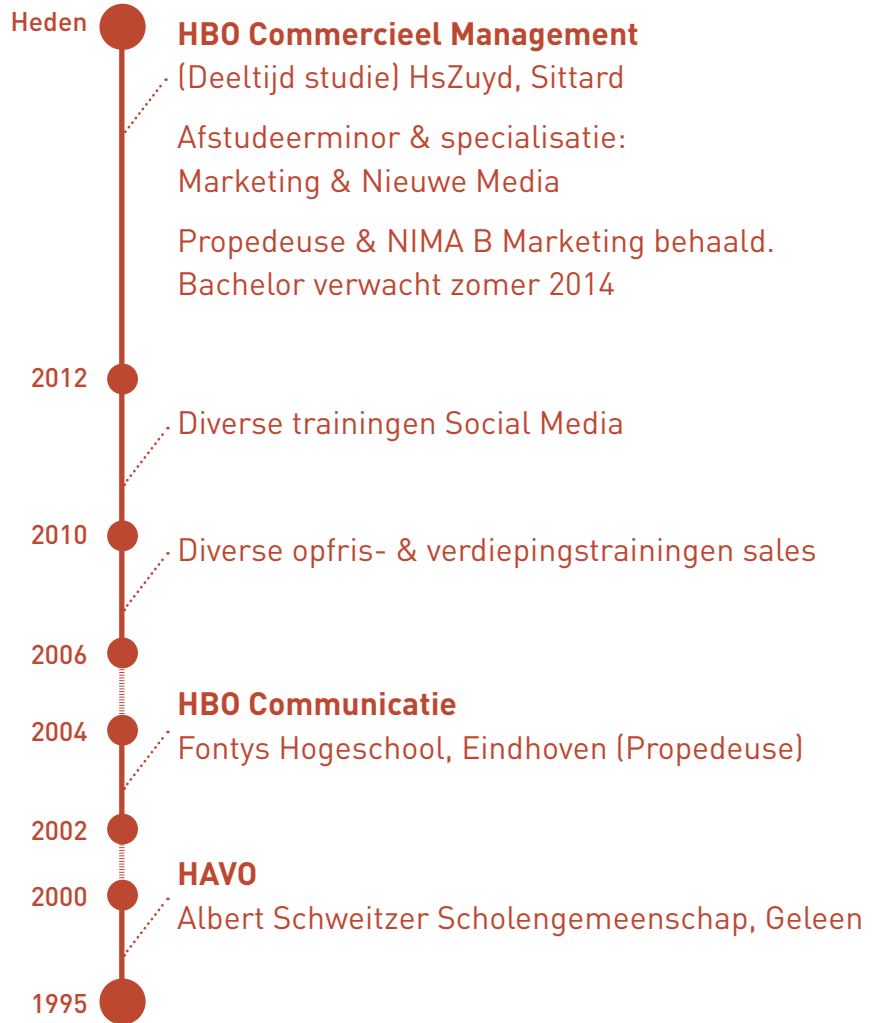 Heden
HBO Commercieel Management
(Deeltijd studie) HsZuyd, Sittard
Afstudeerminor & specialisatie:
Marketing & Nieuwe Media
Propedeuse & NIMA B Marketing behaald.
Bachelor verwacht zomer 2014
2012
Diverse trainingen Social Media
2010
Diverse opfris- & verdiepingstrainingen sales
2006
HBO Communicatie
2004
Fontys Hogeschool, Eindhoven (Propedeuse)
2002
HAVO
2000
Albert Schweitzer Scholengemeenschap, Geleen
1995